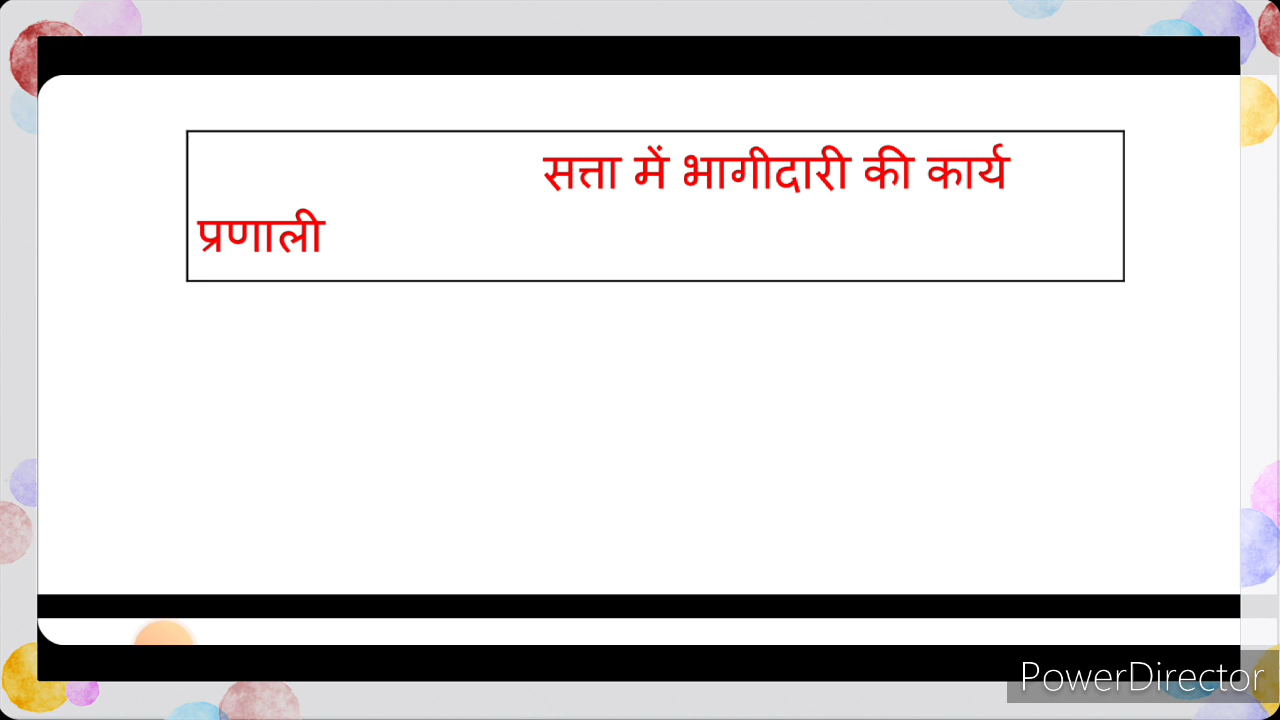 सत्ता में भागीदारी की कार्य
प्रणाली
PowerDirector